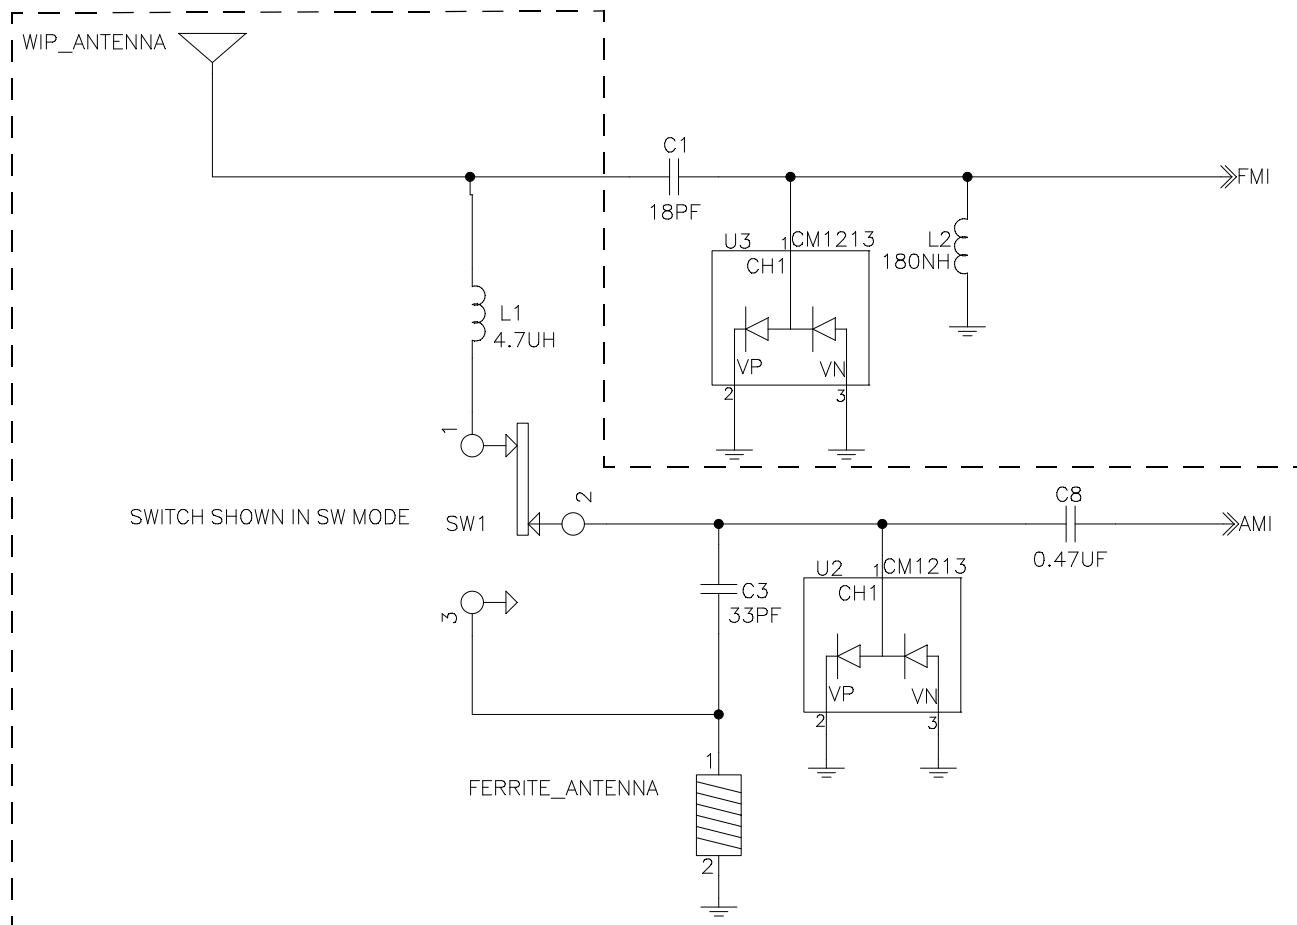 WIP_ANTENNA
C1
18PF
FMI
U3
1
CM1213
CH1
VP
VN
2
3
L2
180NH
L1
4.7UH
1
SWITCH SHOWN IN SW MODE
SW1
2
3
C8
0.47UF
AMI
C3
33PF
U2
1
CM1213
CH1
VP
VN
2
3
FERRITE_ANTENNA
1
2